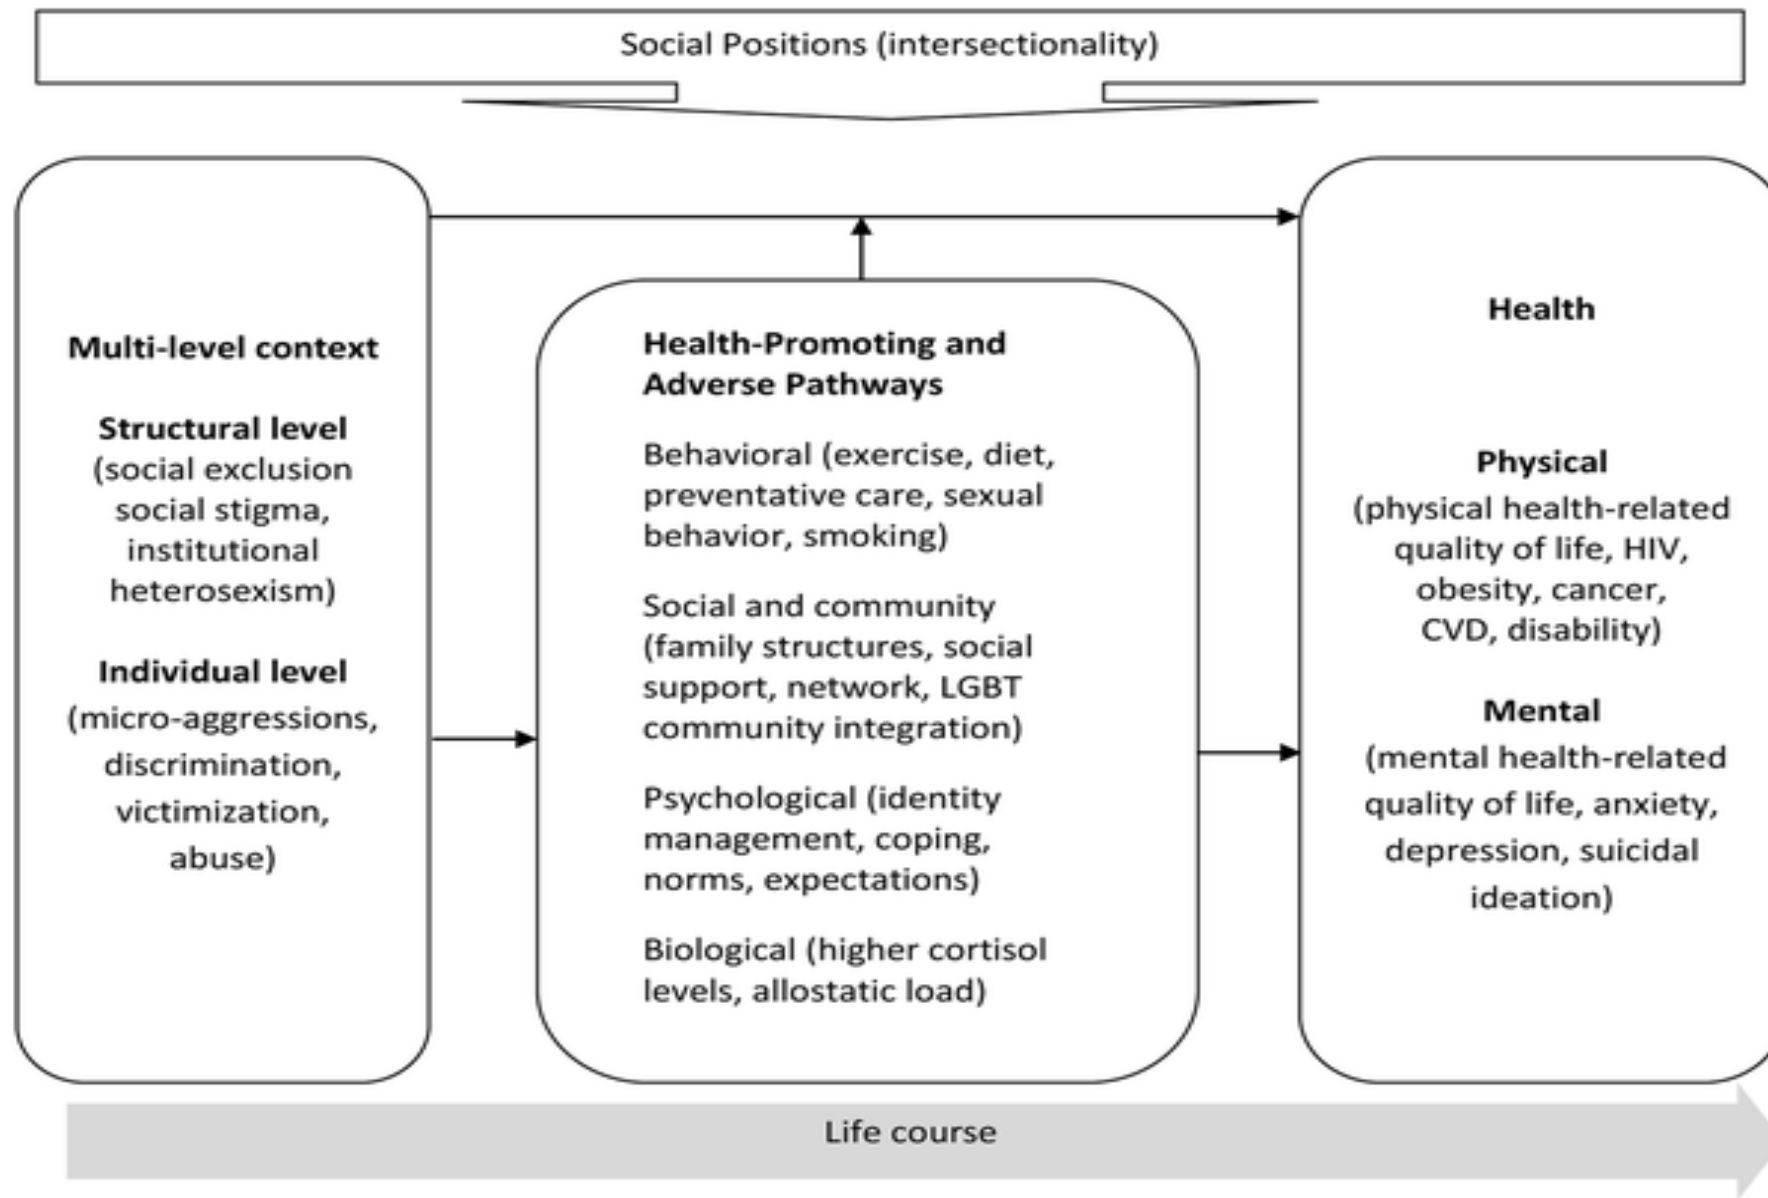 Social Positions (intersectionality)
Multi-level context
Structural level
(social exclusion
social stigma,
institutional
heterosexism)
Individual level
(micro-aggressions,
discrimination,
victimization,
abuse)
Health-Promoting and
Adverse Pathways
Behavioral (exercise, diet,
preventative care, sexual
behavior, smoking)
Social and community
(family structures, social
support, network, LGBT
community integration)
Psychological (identity
management, coping,
norms, expectations)
Biological (higher cortisol
levels, allostatic load)
Health
Physical
(physical health-related
quality of life, HIV,
obesity, cancer,
CVD, disability)
Mental
(mental health-related
quality of life, anxiety,
depression, suicidal
ideation)
Life course